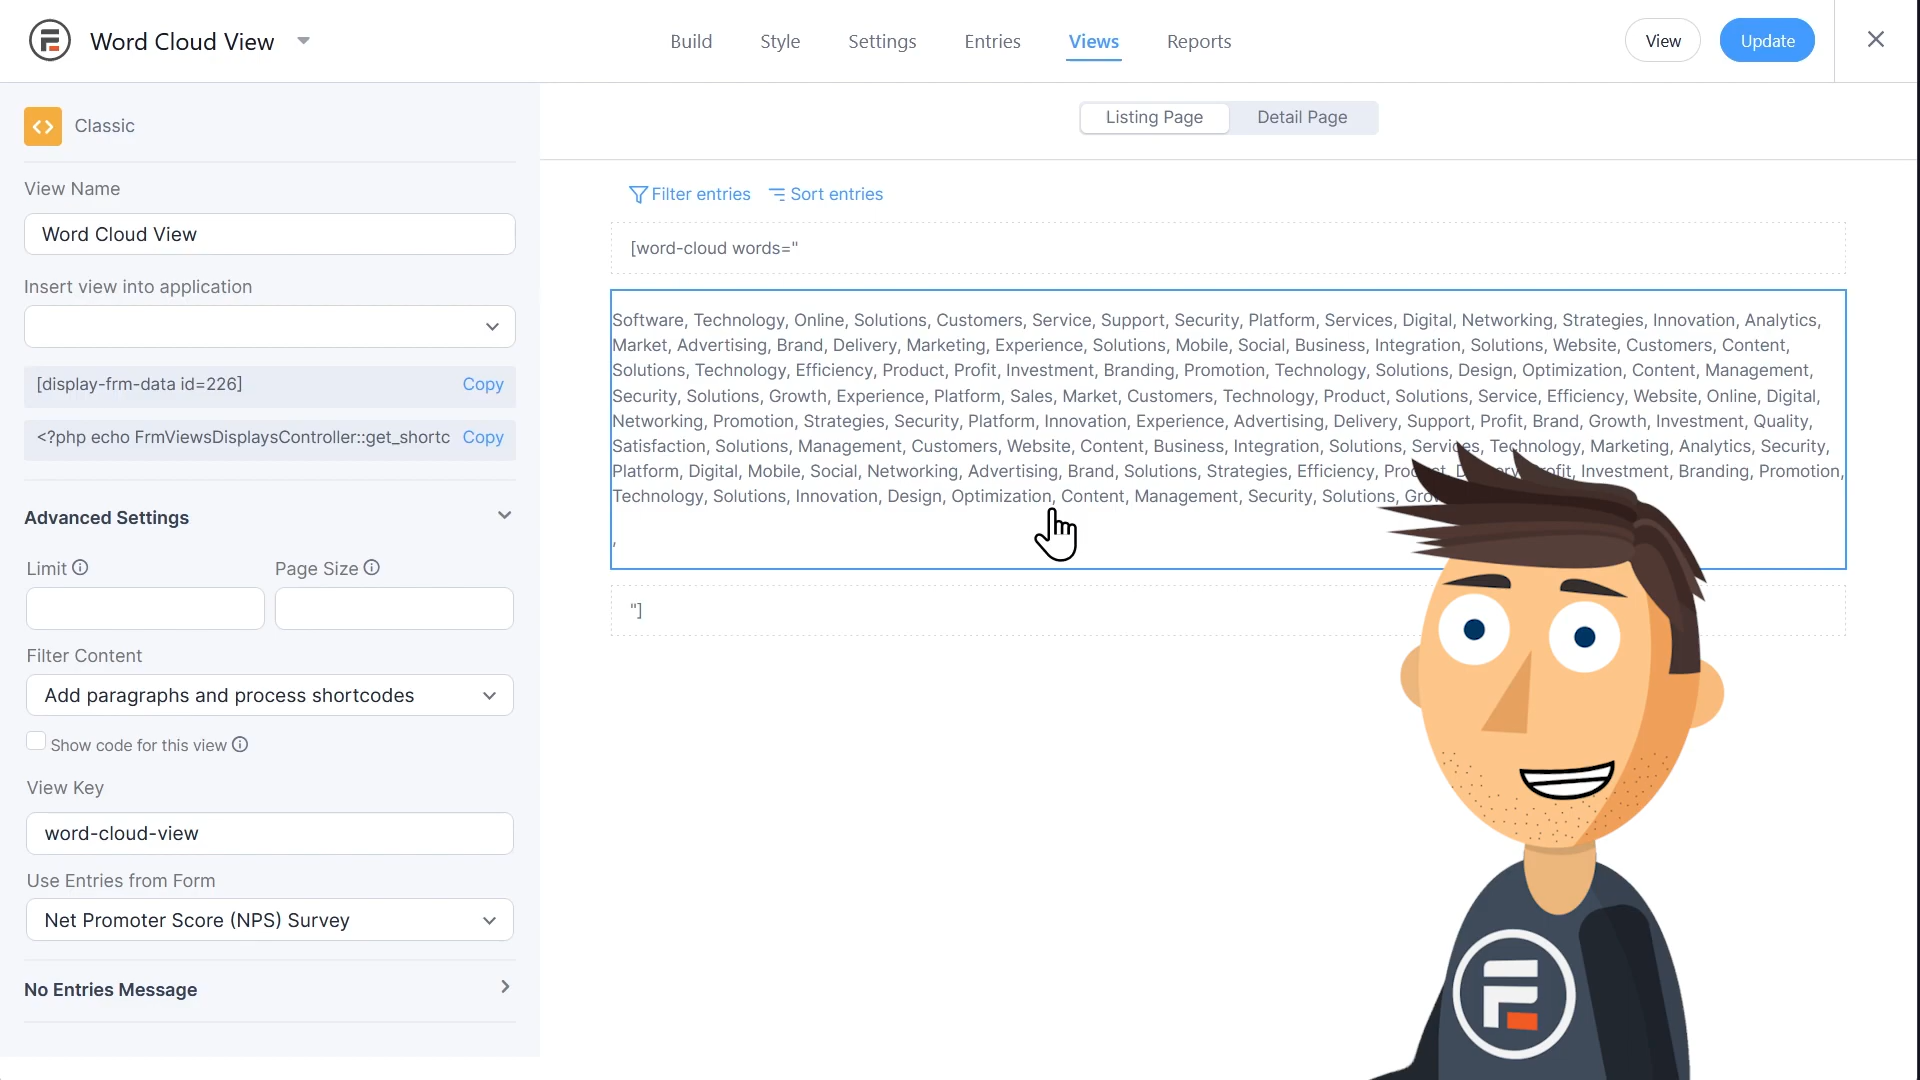 Word Cloud View
Build Style Settings Entries Views Reports
View Update
Classic
View Name
Word Cloud View
Insert view into application
[display-frm-data id=226] Copy
<?php echo FrmViewsDisplaysController::get_shortc Copy
Advanced Settings
Limit Page Size
Filter Content
Add paragraphs and process shortcodes
Show code for this view
View Key
word-cloud-view
Use Entries from Form
Net Promoter Score (NPS) Survey
No Entries Message
Listing Page Detail Page
Filter entries Sort entries
[word-cloud words="
Software, Technology, Online, Solutions, Customers, Service, Support, Security, Platform, Services, Digital, Networking, Strategies, Innovation, Analytics,
Market, Advertising, Brand, Delivery, Marketing, Experience, Solutions, Mobile, Social, Business, Integration, Solutions, Website, Customers, Content,
Solutions, Technology, Efficiency, Product, Profit, Investment, Branding, Promotion, Technology, Solutions, Design, Optimization, Content, Management,
Security, Solutions, Growth, Experience, Platform, Sales, Market, Customers, Technology, Product, Solutions, Service, Efficiency, Website, Online, Digital,
Networking, Promotion, Strategies, Security, Platform, Innovation, Experience, Advertising, Delivery, Support, Profit, Brand, Growth, Investment, Quality,
Satisfaction, Solutions, Management, Customers, Website, Content, Business, Integration, Solutions, Services, Technology, Marketing, Analytics, Security,
Platform, Digital, Mobile, Social, Networking, Advertising, Brand, Solutions, Strategies, Efficiency, Investment, Branding, Promotion,
Technology, Solutions, Innovation, Design, Optimization, Content, Management, Security, Solutions,
,
"]